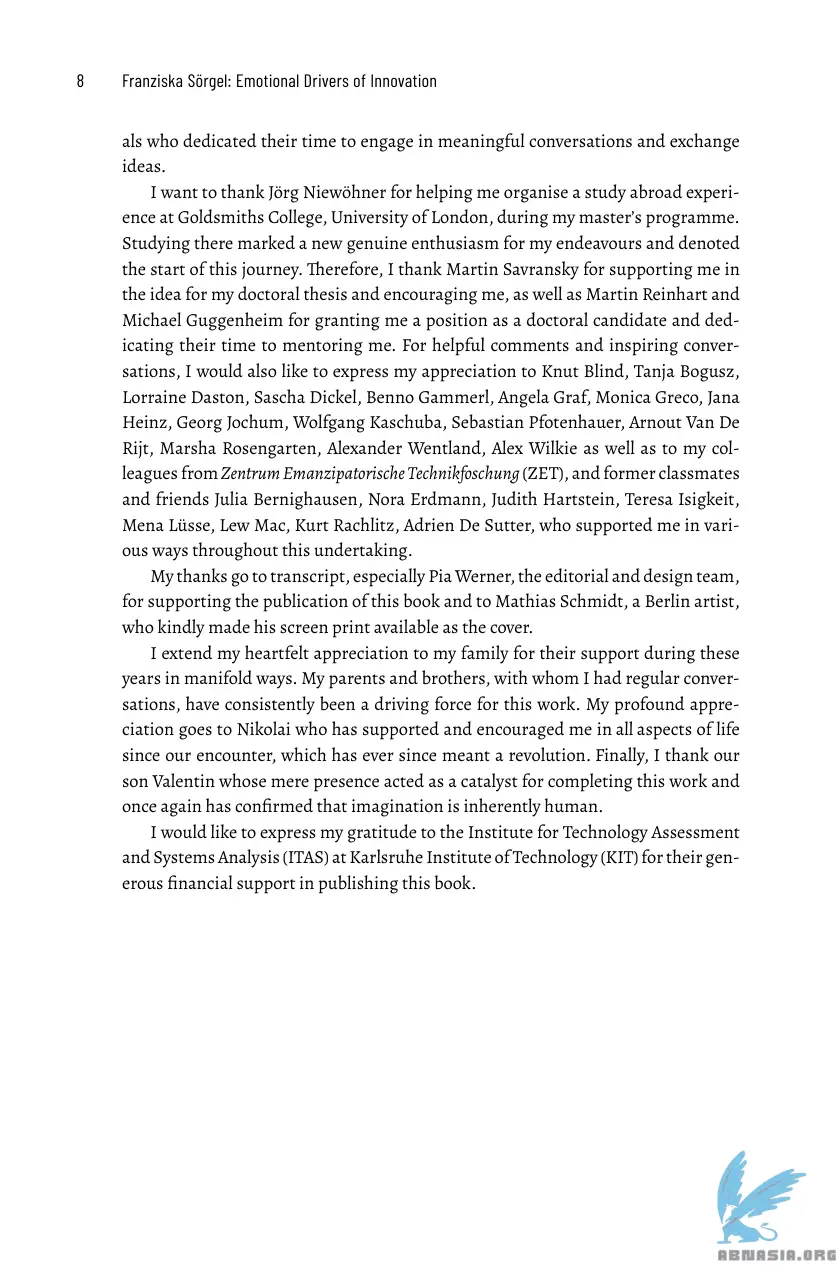 8 Franziska Sörgel: Emotional Drivers of Innovation
als who dedicated their time to engage in meaningful conversations and exchange
ideas.
I want to thank Jörg Niewöhner for helping me organise a study abroad experi-
ence at Goldsmiths College, University of London, during my master's programme.
Studying there marked a new genuine enthusiasm for my endeavours and denoted
the start of this journey. Therefore, I thank Martin Savransky for supporting me in
the idea for my doctoral thesis and encouraging me, as well as Martin Reinhart and
Michael Guggenheim for granting me a position as a doctoral candidate and ded-
icating their time to mentoring me. For helpful comments and inspiring conver-
sations, I would also like to express my appreciation to Knut Blind, Tanja Bogusz,
Lorraine Daston, Sascha Dickel, Benno Gammerl, Angela Graf, Monica Greco, Jana
Heinz, Georg Jochum, Wolfgang Kaschuba, Sebastian Pfotenhauer, Arnout Van De
Rijt, Marsha Rosengarten, Alexander Wentland, Alex Wilkie as well as to my col-
leagues from Zentrum Emanzipatorische Technikfoschung (ZET), and former classmates
and friends Julia Bernighausen, Nora Erdmann, Judith Hartstein, Teresa Isigkeit,
Mena Lüsse, Lew Mac, Kurt Rachlitz, Adrien De Sutter, who supported me in vari-
ous ways throughout this undertaking.
My thanks go to transcript, especially Pia Werner, the editorial and design team,
for supporting the publication of this book and to Mathias Schmidt, a Berlin artist,
who kindly made his screen print available as the cover.
I extend my heartfelt appreciation to my family for their support during these
years in manifold ways. My parents and brothers, with whom I had regular conver-
sations, have consistently been a driving force for this work. My profound appre-
ciation goes to Nikolai who has supported and encouraged me in all aspects of life
since our encounter, which has ever since meant a revolution. Finally, I thank our
son Valentin whose mere presence acted as a catalyst for completing this work and
once again has confirmed that imagination is inherently human.
I would like to express my gratitude to the Institute for Technology Assessment
and Systems Analysis (ITAS) at Karlsruhe Institute of Technology (KIT) for their gen-
erous financial support in publishing this book.
ABNASIA.ORG